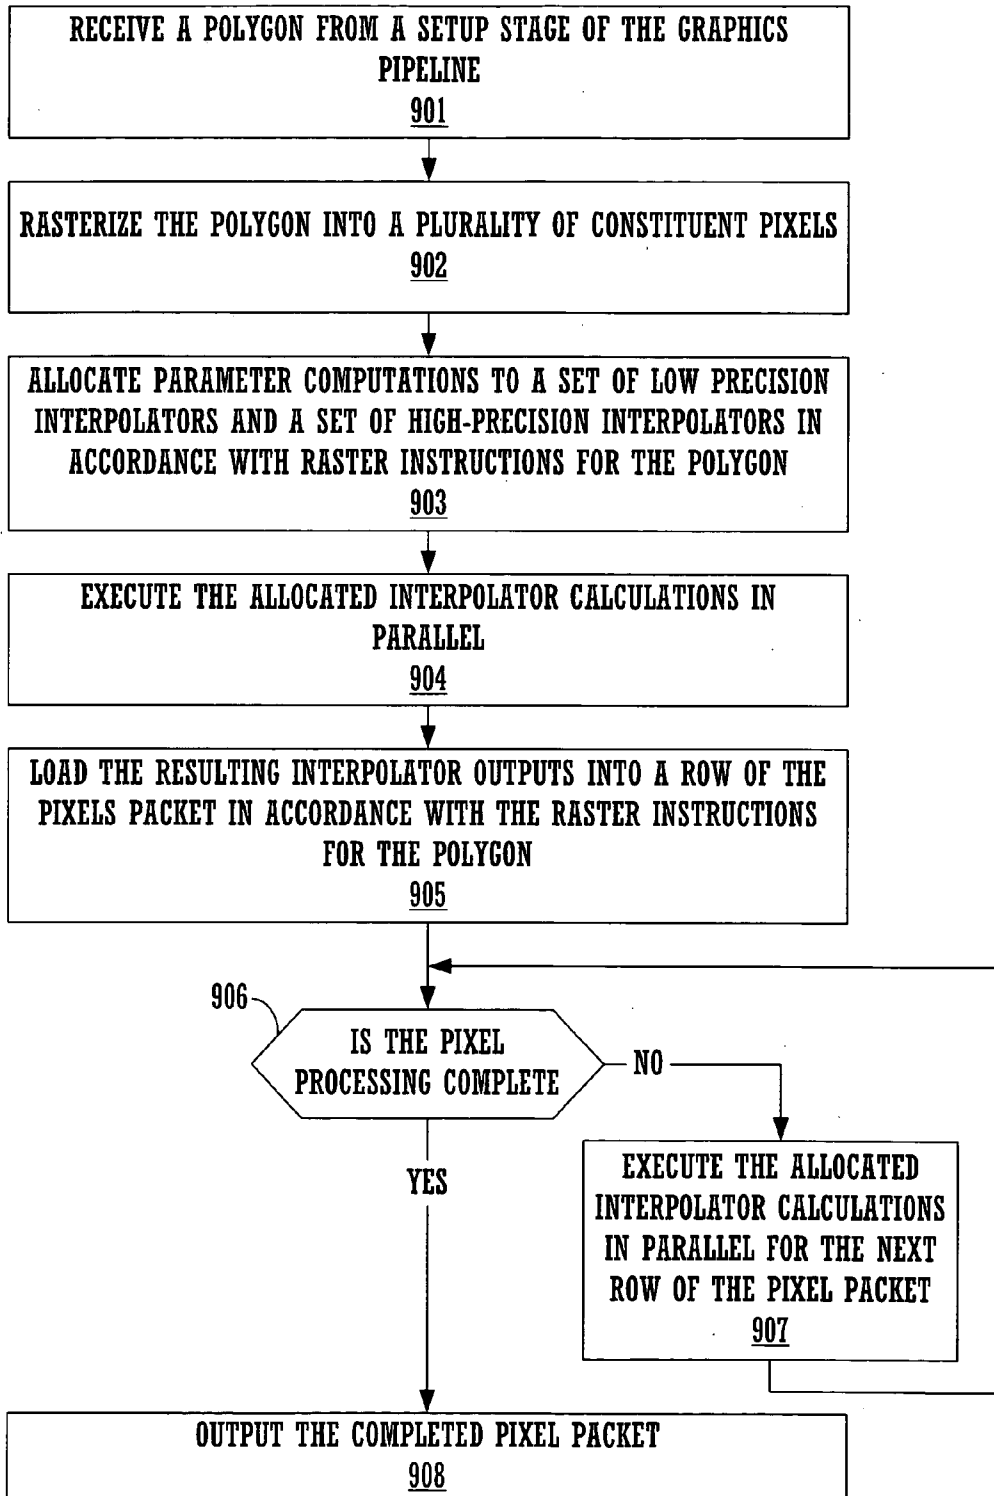 RECEIVE A POLYGON FROM A SETUP STAGE OF THE GRAPHICS
PIPELINE
901
RASTERIZE THE POLYGON INTO A PLURALITY OF CONSTITUENT PIXELS
902
ALLOCATE PARAMETER COMPUTATIONS TO A SET OF LOW PRECISION
INTERPOLATORS AND A SET OF HIGH-PRECISION INTERPOLATORS IN
ACCORDANCE WITH RASTER INSTRUCTIONS FOR THE POLYGON
903
EXECUTE THE ALLOCATED INTERPOLATOR CALCULATIONS IN
PARALLEL
904
LOAD THE RESULTING INTERPOLATOR OUTPUTS INTO A ROW OF THE
PIXELS PACKET IN ACCORDANCE WITH THE RASTER INSTRUCTIONS
FOR THE POLYGON
905
906
IS THE PIXEL
PROCESSING COMPLETE
NO
YES
EXECUTE THE ALLOCATED
INTERPOLATOR CALCULATIONS
IN PARALLEL FOR THE NEXT
ROW OF THE PIXEL PACKET
907
OUTPUT THE COMPLETED PIXEL PACKET
908